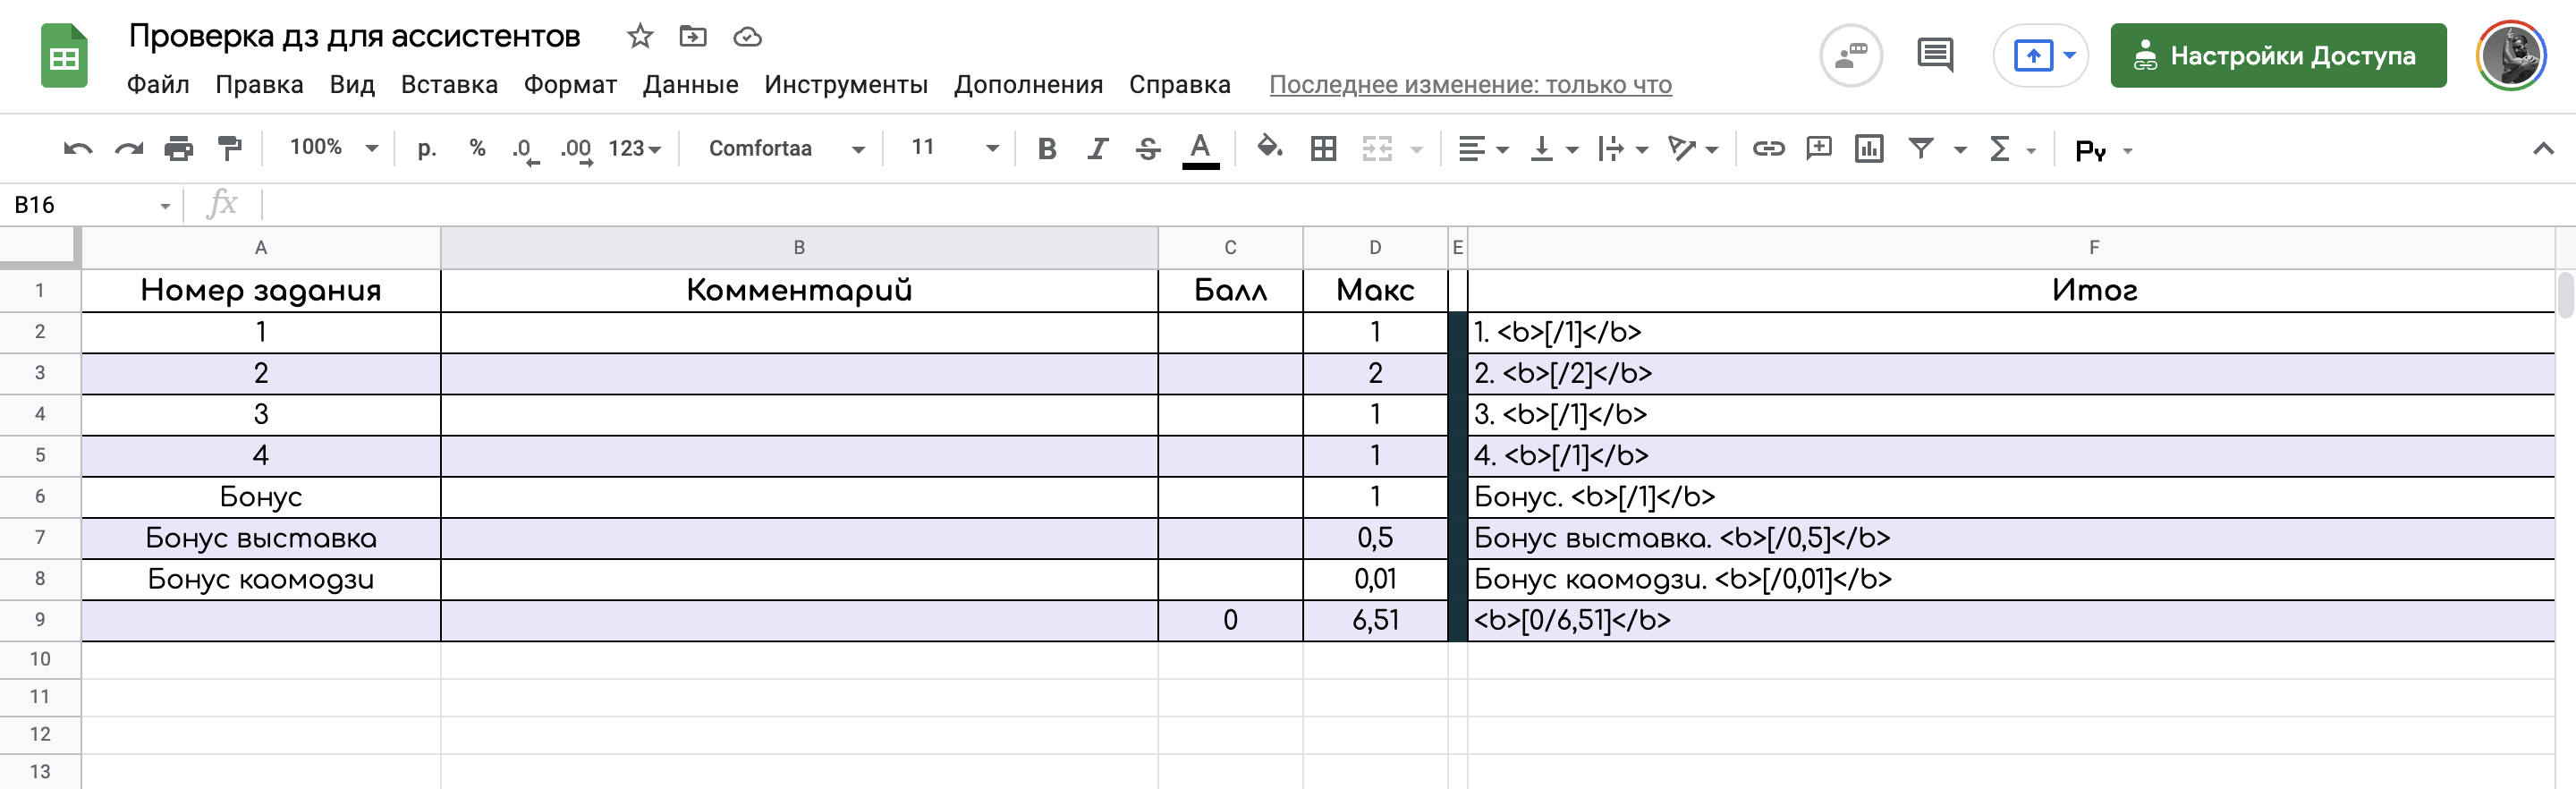 Проверка дз для ассистентов
Файл Правка Вид Вставка Формат Данные Инструменты Дополнения Справка Последнее изменение: только что
Настройки Доступа
100% р. % .0 .00 123 Comfortaa 11 B I S A Σ Py
B16 fx
A B C D E F
1 Номер задания Комментарий Балл Макс Итог
2 1 1 1. <b>[/1]</b>
3 2 2 2. <b>[/2]</b>
4 3 1 3. <b>[/1]</b>
5 4 1 4. <b>[/1]</b>
6 Бонус 1 Бонус. <b>[/1]</b>
7 Бонус выставка 0,5 Бонус выставка. <b>[/0,5]</b>
8 Бонус каомодзи 0,01 Бонус каомодзи. <b>[/0,01]</b>
9 0 6,51 <b>[0/6,51]</b>
10
11
12
13